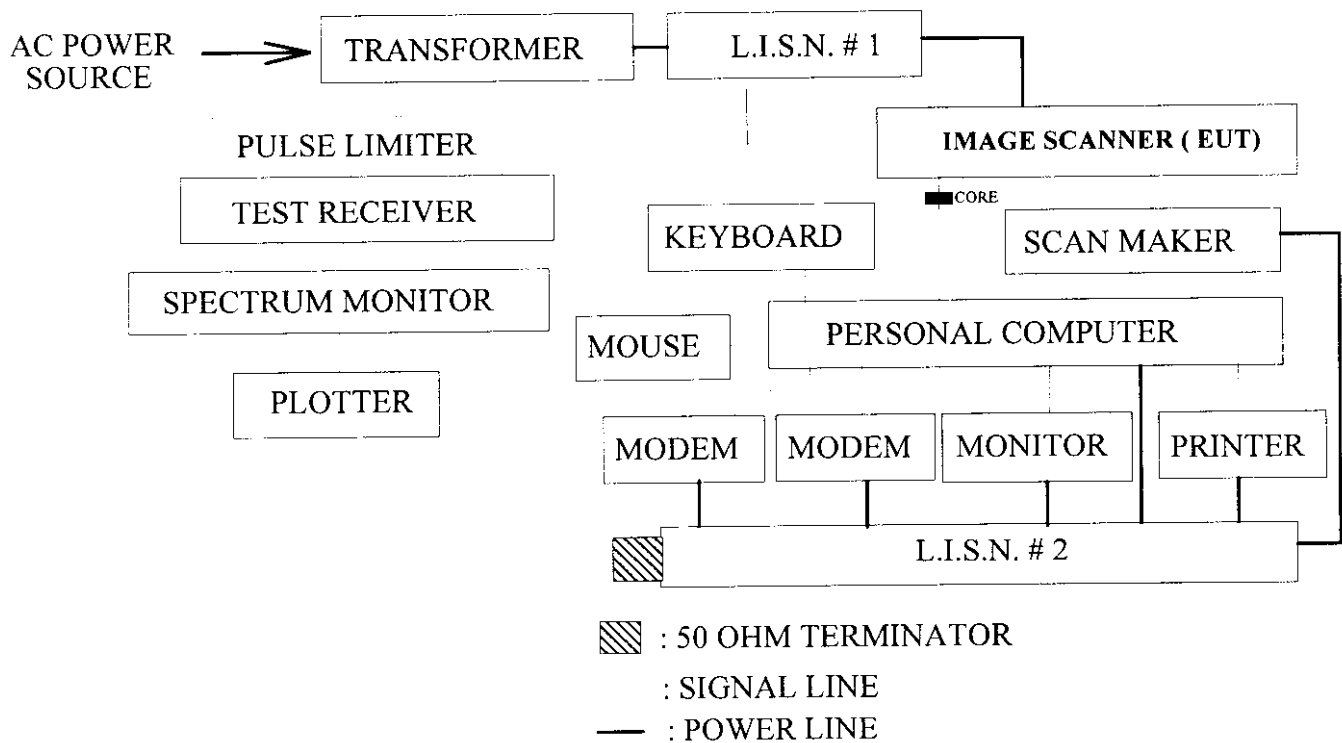 AC POWER
SOURCE
TRANSFORMER
L.I.S.N. # 1
IMAGE SCANNER ( EUT)
CORE
PULSE LIMITER
TEST RECEIVER
KEYBOARD
SCAN MAKER
SPECTRUM MONITOR
MOUSE
PERSONAL COMPUTER
PLOTTER
MODEM
MODEM
MONITOR
PRINTER
L.I.S.N. # 2
: 50 OHM TERMINATOR
: SIGNAL LINE
: POWER LINE